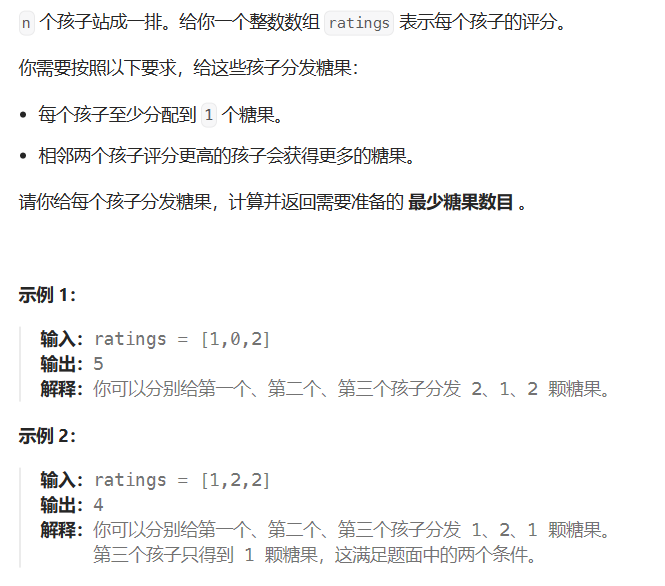 n 个孩子站成一排。给你一个整数数组 ratings 表示每个孩子的评分。
你需要按照以下要求，给这些孩子分发糖果：
• 每个孩子至少分配到 1 个糖果。
• 相邻两个孩子评分更高的孩子会获得更多的糖果。
请你给每个孩子分发糖果，计算并返回需要准备的 最少糖果数目 。
示例 1：
输入：ratings = [1,0,2]
输出：5
解释：你可以分别给第一个、第二个、第三个孩子分发 2、1、2 颗糖果。
示例 2：
输入：ratings = [1,2,2]
输出：4
解释：你可以分别给第一个、第二个、第三个孩子分发 1、2、1 颗糖果。
第三个孩子只得到 1 颗糖果，这满足题面中的两个条件。